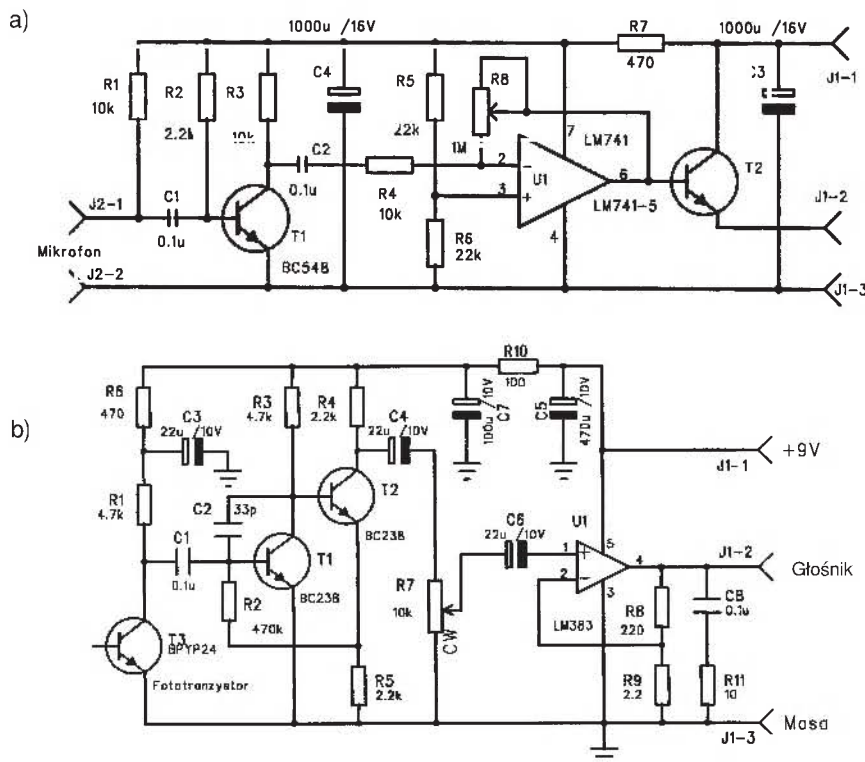 a)
1000u /16V
R7
1000u /16V
R1
10k
R2
2.2k
R3
10k
C4
R5
22k
R8
1M
470
C3
J1-1
7
LM741
C2
0.1u
R4
10k
2
3
U1
6
LM741-5
4
T2
J2-1
C1
0.1u
T1
BC548
R6
22k
J1-2
Mikrofon
J2-2
J1-3
b)
R6
470
C3
22u /10V
R3
4.7k
R4
2.2k
C4
22u /10V
R10
100
100u /10V
C7
C5
470u /10V
J1-1
+9V
R1
4.7k
C2
33p
T2
BC238
C1
0.1u
T1
BC238
R2
470k
R7
10k
CW
C6
22u /10V
U1
1
2
5
4
3
LM383
J1-2
Głośnik
R8
220
C8
0.1u
T3
BPYP24
Fototranzystor
R5
2.2k
R9
2.2
R11
10
J1-3
Masa